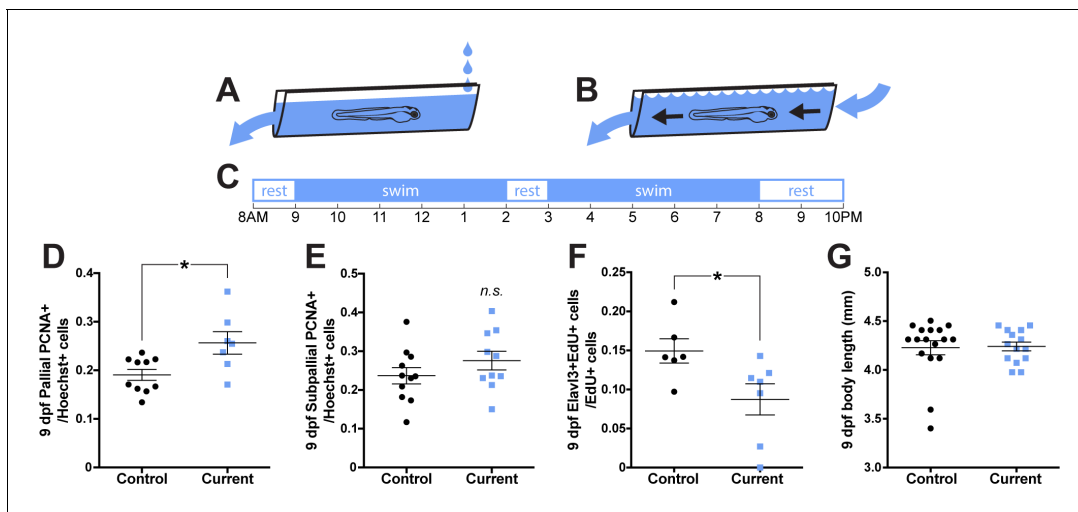 A
B
C
rest swim rest swim rest
8AM 9 10 11 12 1 2 3 4 5 6 7 8 9 10PM
D
*
9 dpf Pallial PCNA+
/Hoechst+ cells
0.4
0.3
0.2
0.1
0
Control Current
E
n.s.
9 dpf Subpallial PCNA+
/Hoechst+ cells
0.5
0.4
0.3
0.2
0.1
0
Control Current
F
*
9 dpf Elavl3+EdU+ cells
/EdU+ cells
0.25
0.20
0.15
0.10
0.05
0
Control Current
G
9 dpf body length (mm)
5.0
4.5
4.0
3.5
3.0
Control Current